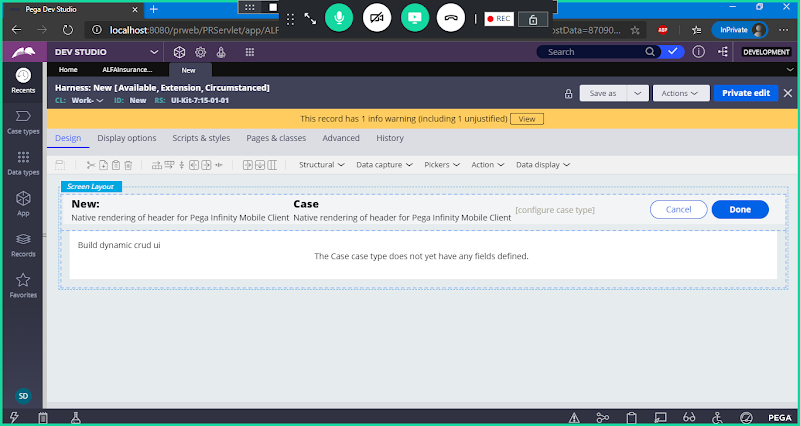 Pega Dev Studio
REC
localhost:8080/prweb/PRServlet/app/ALF
ostData=87090...
ABP
InPrivate
DEV STUDIO
Search
DEVELOPMENT
Home
ALFAInsurance...
New
Recents
Case types
Data types
App
Records
Favorites
SD
Harness: New [Available, Extension, Circumstanced]
CL: Work- ID: New RS: UI-Kit-7:15-01-01
Save as
Actions
Private edit
This record has 1 info warning (including 1 unjustified)
View
Design
Display options
Scripts & styles
Pages & classes
Advanced
History
Structural
Data capture
Pickers
Action
Data display
Screen Layout
New:
Native rendering of header for Pega Infinity Mobile Client
Case
Native rendering of header for Pega Infinity Mobile Client
[configure case type]
Cancel
Done
Build dynamic crud ui
The Case case type does not yet have any fields defined.
PEGA